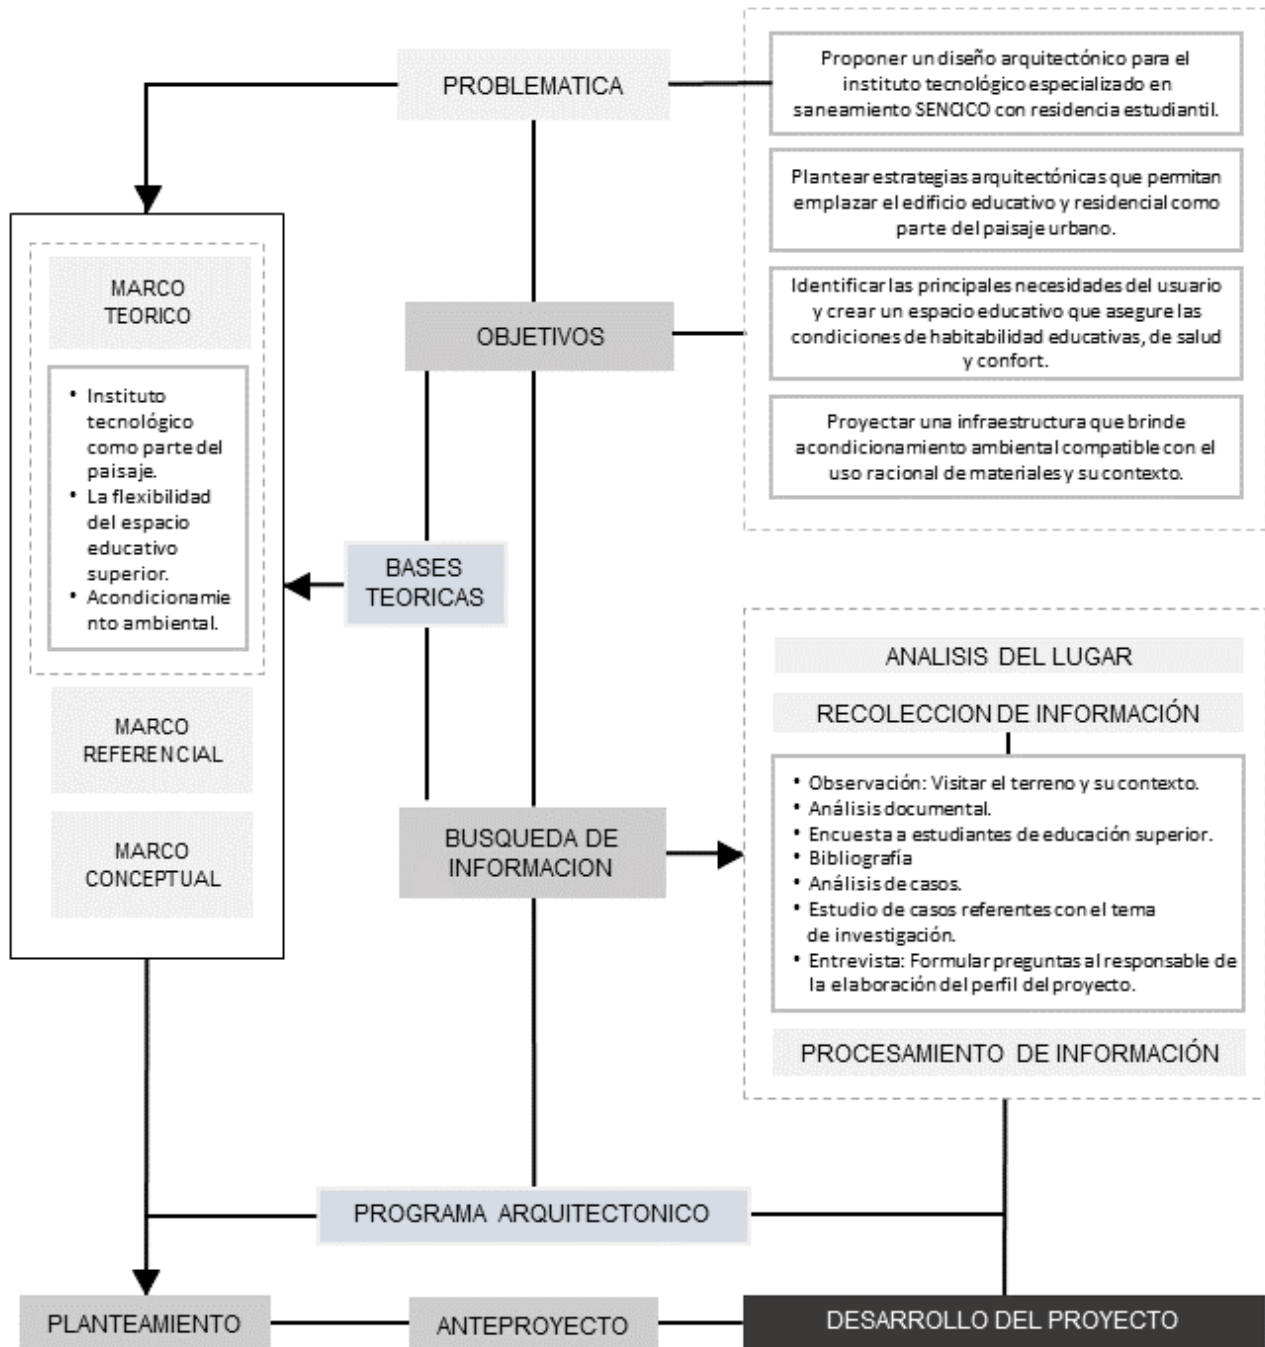 PROBLEMATICA
Proponer un diseño arquitectónico para el
instituto tecnológico especializado en
saneamiento SENCICO con residencia estudiantil.
Plantear estrategias arquitectónicas que permitan
emplazar el edificio educativo y residencial como
parte del paisaje urbano.
Identificar las principales necesidades del usuario
y crear un espacio educativo que asegure las
condiciones de habitabilidad educativas, de salud
y confort.
Proyectar una infraestructura que brinde
acondicionamiento ambiental compatible con el
uso racional de materiales y su contexto.
OBJETIVOS
MARCO
TEORICO
• Instituto
tecnológico
como parte del
paisaje.
• La flexibilidad
del espacio
educativo
superior.
• Acondicionamie
nto ambiental.
MARCO
REFERENCIAL
MARCO
CONCEPTUAL
BASES
TEORICAS
BUSQUEDA DE
INFORMACION
ANALISIS DEL LUGAR
RECOLECCION DE INFORMACIÓN
• Observación: Visitar el terreno y su contexto.
• Análisis documental.
• Encuesta a estudiantes de educación superior.
• Bibliografía
• Análisis de casos.
• Estudio de casos referentes con el tema
de investigación.
• Entrevista: Formular preguntas al responsable de
la elaboración del perfil del proyecto.
PROCESAMIENTO DE INFORMACIÓN
PROGRAMA ARQUITECTONICO
PLANTEAMIENTO
ANTEPROYECTO
DESARROLLO DEL PROYECTO